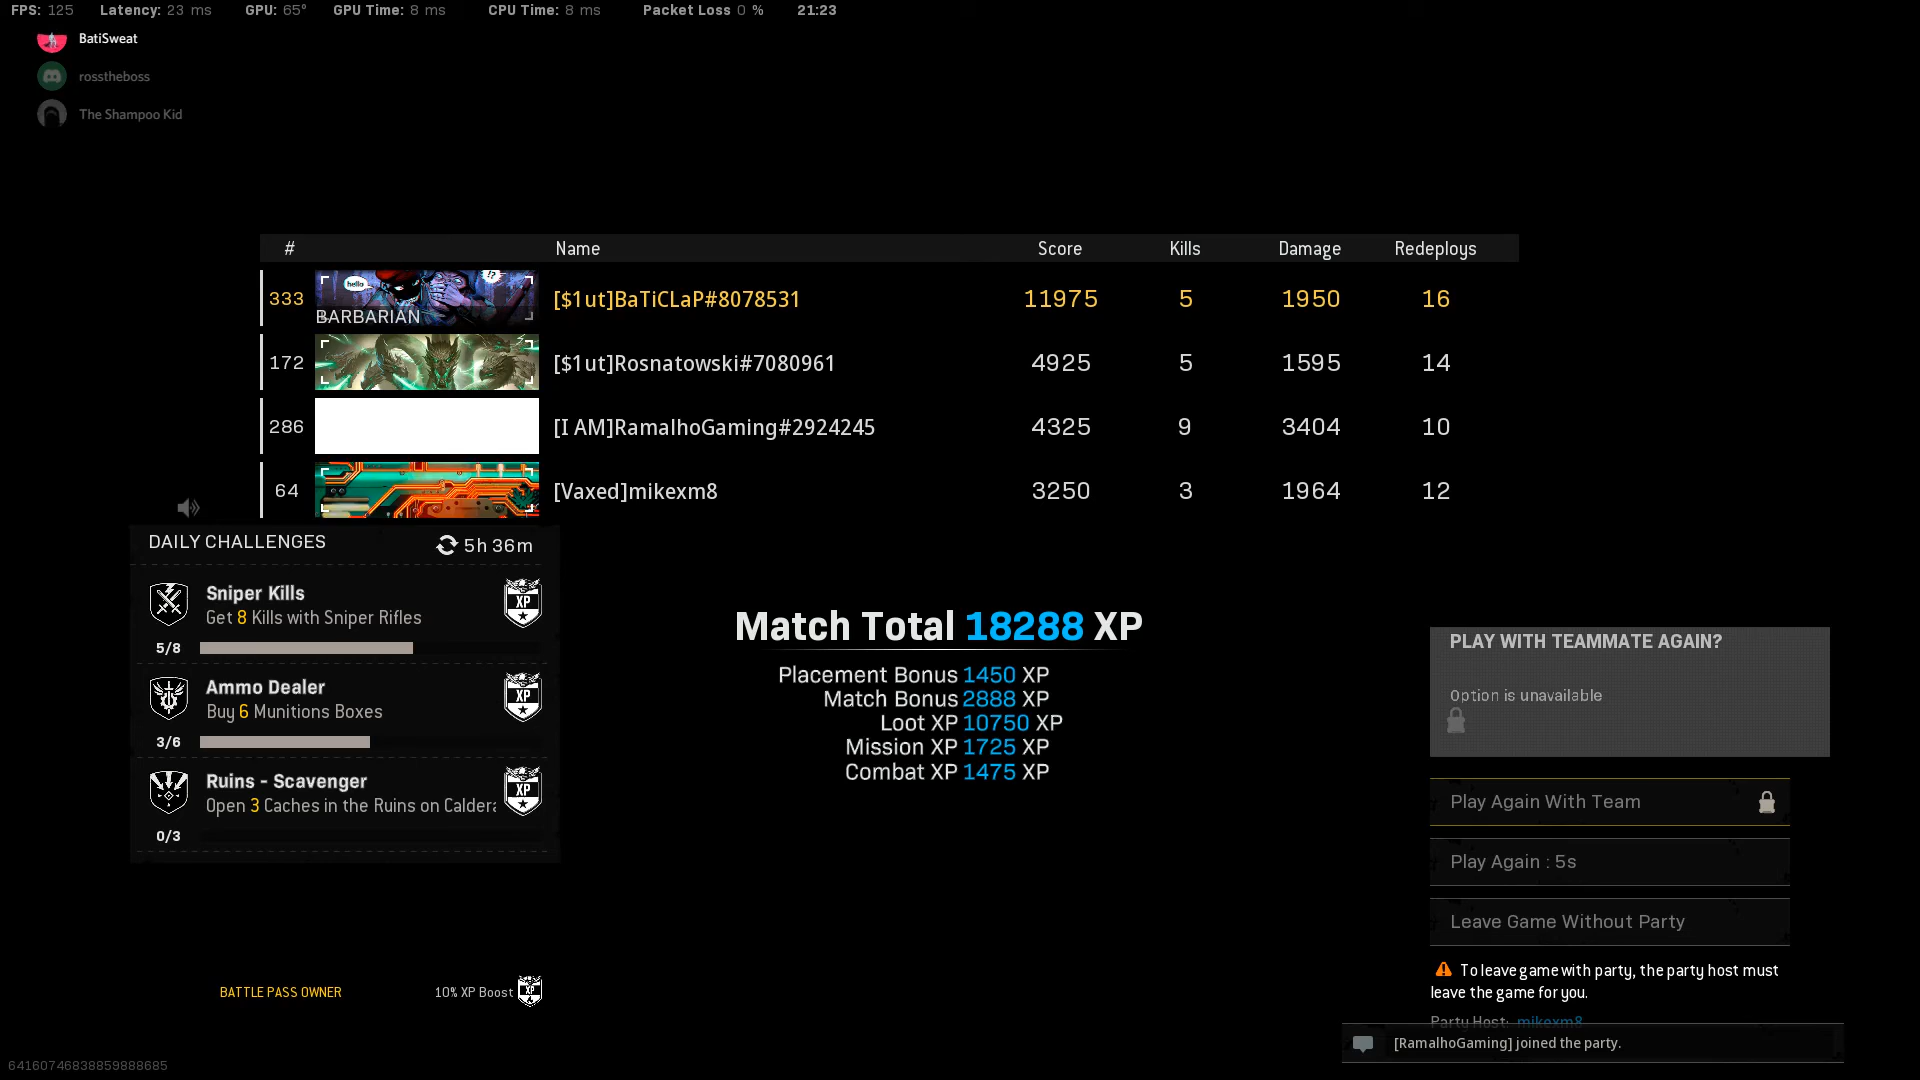 FPS: 125 Latency: 23 ms GPU: 65° GPU Time: 8 ms CPU Time: 8 ms Packet Loss 0 % 21:23
BatiSweat
rosstheboss
The Shampoo Kid
# Name Score Kills Damage Redeploys
hello
!?
333 BARBARIAN [$1ut]BaTiCLaP#8078531 11975 5 1950 16
172 [$1ut]Rosnatowski#7080961 4925 5 1595 14
286 [I AM]RamalhoGaming#2924245 4325 9 3404 10
64 [Vaxed]mikexm8 3250 3 1964 12
DAILY CHALLENGES 5h 36m
Sniper Kills
Get 8 Kills with Sniper Rifles
XP
5/8
Ammo Dealer
Buy 6 Munitions Boxes
XP
3/6
Ruins - Scavenger
Open 3 Caches in the Ruins on Caldera
XP
0/3
BATTLE PASS OWNER 10% XP Boost XP
Match Total 18288 XP
Placement Bonus 1450 XP
Match Bonus 2888 XP
Loot XP 10750 XP
Mission XP 1725 XP
Combat XP 1475 XP
PLAY WITH TEAMMATE AGAIN?
Option is unavailable
Play Again With Team
Play Again : 5s
Leave Game Without Party
To leave game with party, the party host must
leave the game for you.
Party Host: mikexm8
[RamalhoGaming] joined the party.
64160746838859888685